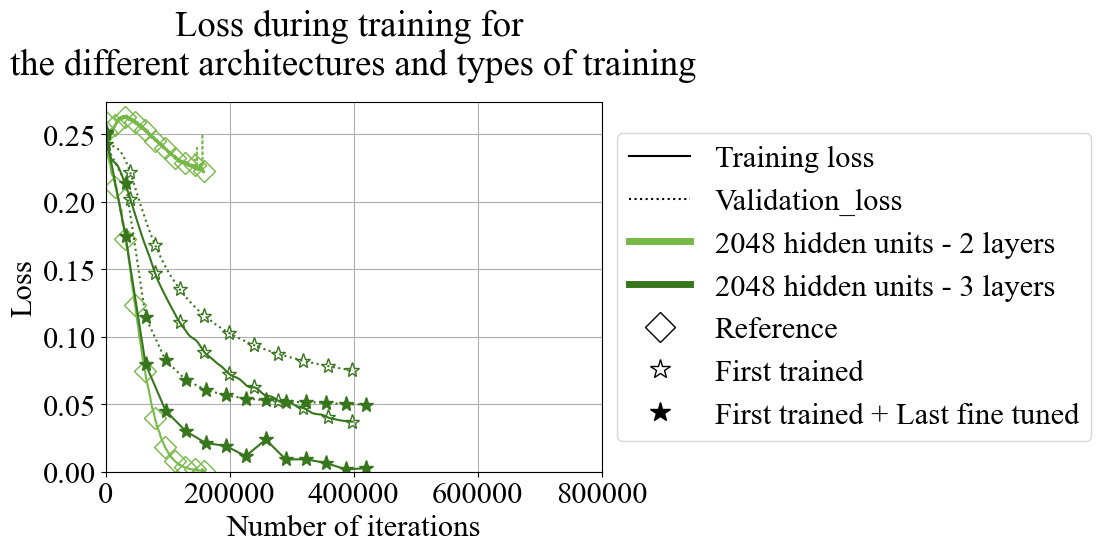 Loss during training for
the different architectures and types of training
0.25
0.20
0.15
0.10
0.05
0.00
Loss
0
200000
400000
600000
800000
Number of iterations
Training loss
Validation_loss
2048 hidden units - 2 layers
2048 hidden units - 3 layers
Reference
First trained
First trained + Last fine tuned